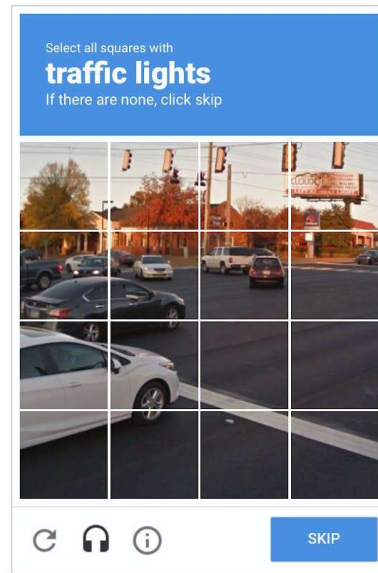 Select all squares with
traffic lights
If there are none, click skip
SKIP